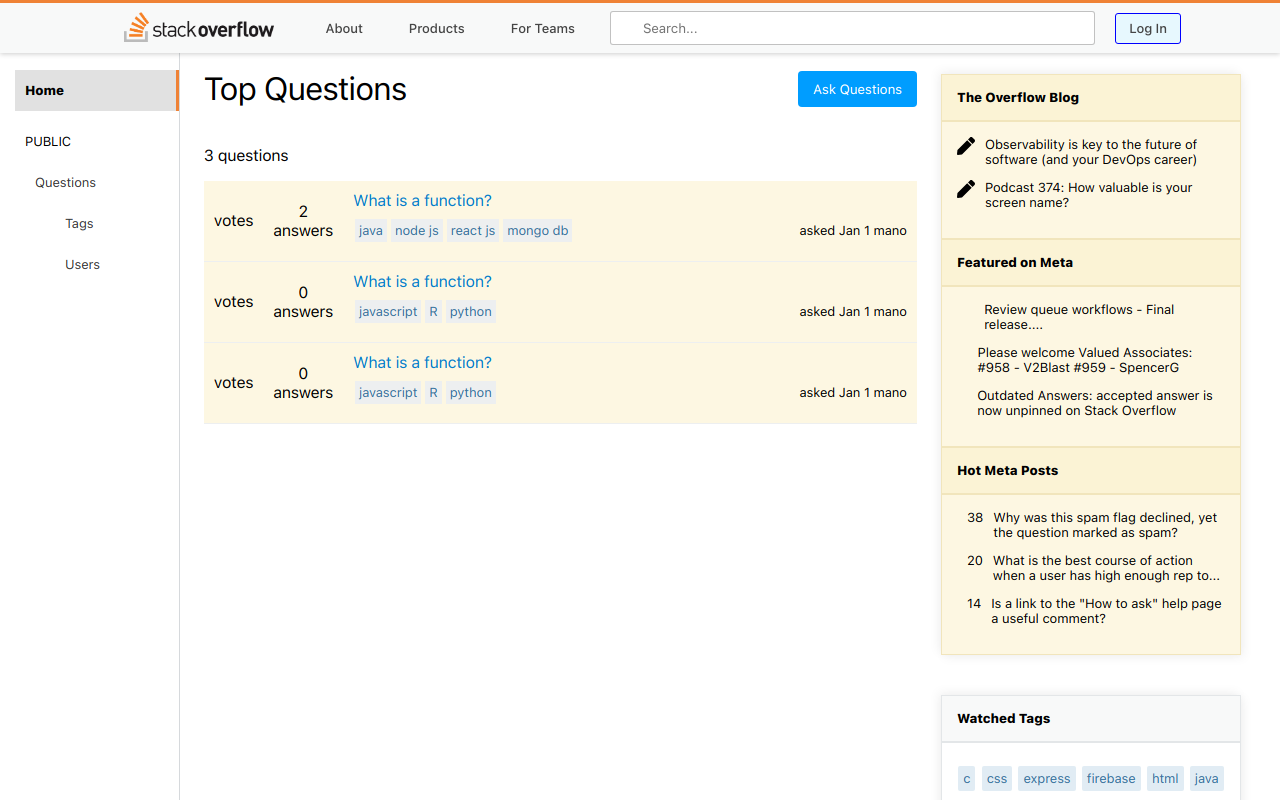 stackoverflow About Products For Teams Search... Log In
Home
PUBLIC
Questions
Tags
Users
Top Questions
Ask Questions
3 questions
votes
2
answers
What is a function?
java node js react js mongo db
asked Jan 1 mano
votes
0
answers
What is a function?
javascript R python
asked Jan 1 mano
votes
0
answers
What is a function?
javascript R python
asked Jan 1 mano
The Overflow Blog
Observability is key to the future of
software (and your DevOps career)
Podcast 374: How valuable is your
screen name?
Featured on Meta
Review queue workflows - Final
release....
Please welcome Valued Associates:
#958 - V2Blast #959 - SpencerG
Outdated Answers: accepted answer is
now unpinned on Stack Overflow
Hot Meta Posts
38 Why was this spam flag declined, yet
the question marked as spam?
20 What is the best course of action
when a user has high enough rep to...
14 Is a link to the "How to ask" help page
a useful comment?
Watched Tags
c css express firebase html java